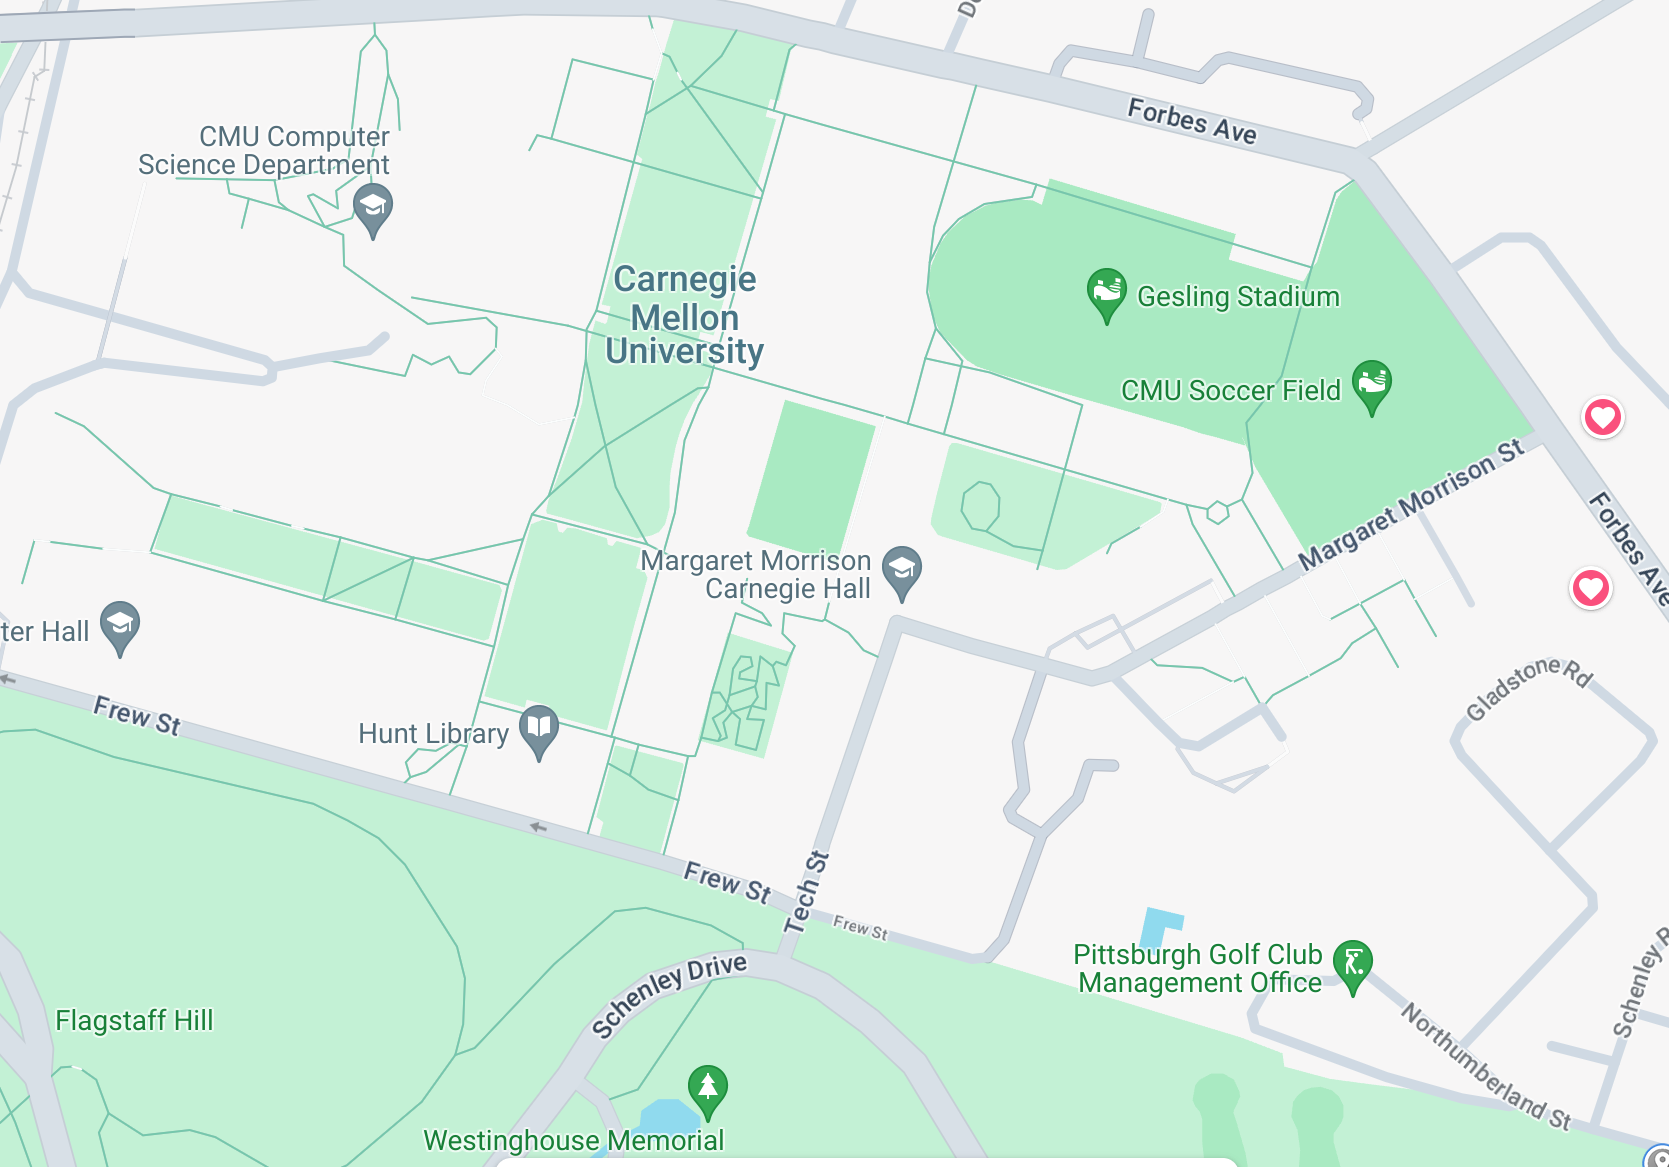 Forbes Ave
CMU Computer
Science Department
Carnegie
Mellon
University
Gesling Stadium
CMU Soccer Field
Margaret Morrison St
Forbes Ave
Margaret Morrison
Carnegie Hall
ter Hall
Gladstone Rd
Frew St
Hunt Library
Frew St
Tech St
Frew St
Schenley Drive
Pittsburgh Golf Club
Management Office
Schenley R
Flagstaff Hill
Northumberland St
Westinghouse Memorial